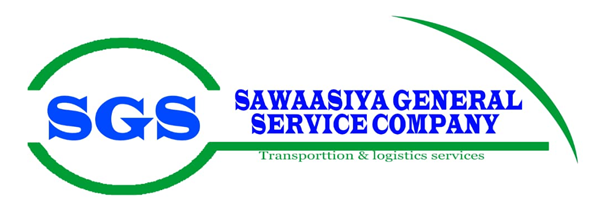 SGS
SAWAASIYA GENERAL
SERVICE COMPANY
Transporttion & logistics services